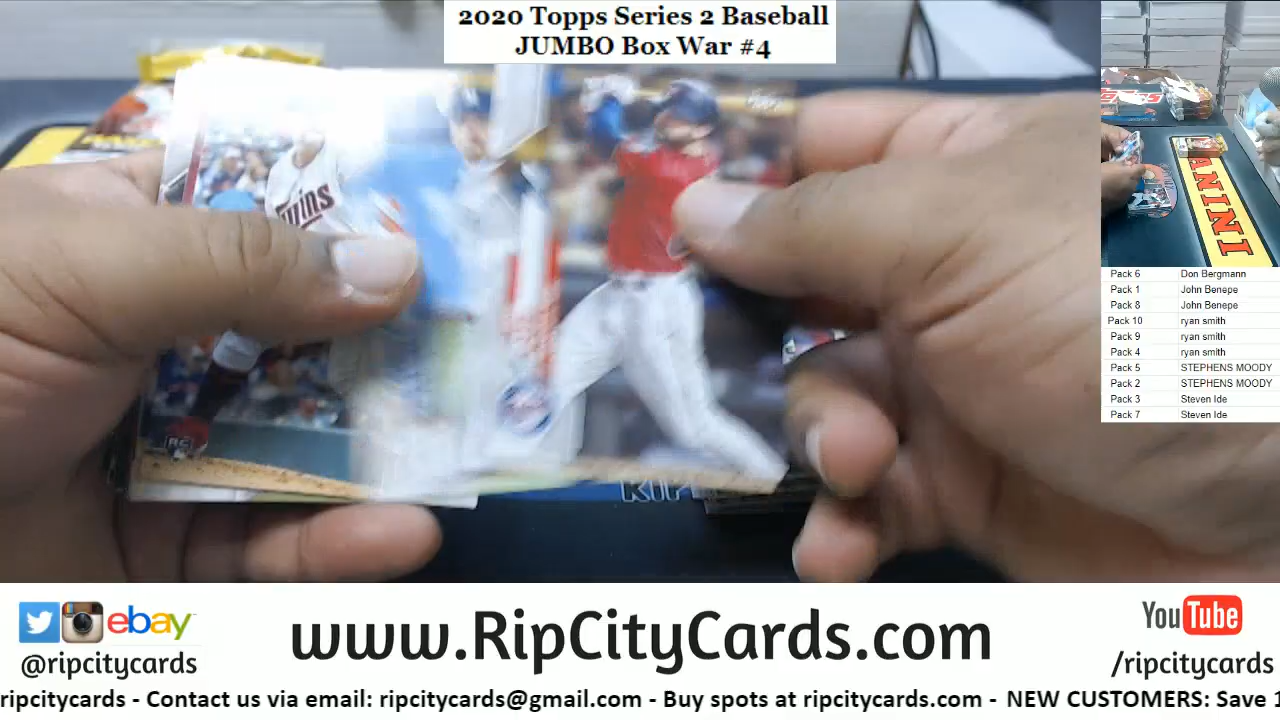 2020 Topps Series 2 Baseball
JUMBO Box War #4
Twins
RC
PANINI
Pack 6 Don Bergmann
Pack 1 John Benepe
Pack 8 John Benepe
Pack 10 ryan smith
Pack 9 ryan smith
Pack 4 ryan smith
Pack 5 STEPHENS MOODY
Pack 2 STEPHENS MOODY
Pack 3 Steven Ide
Pack 7 Steven Ide
ebay
@ripcitycards
www.RipCityCards.com
YouTube
/ripcitycards
ripcitycards - Contact us via email: ripcitycards@gmail.com - Buy spots at ripcitycards.com - NEW CUSTOMERS: Save 1